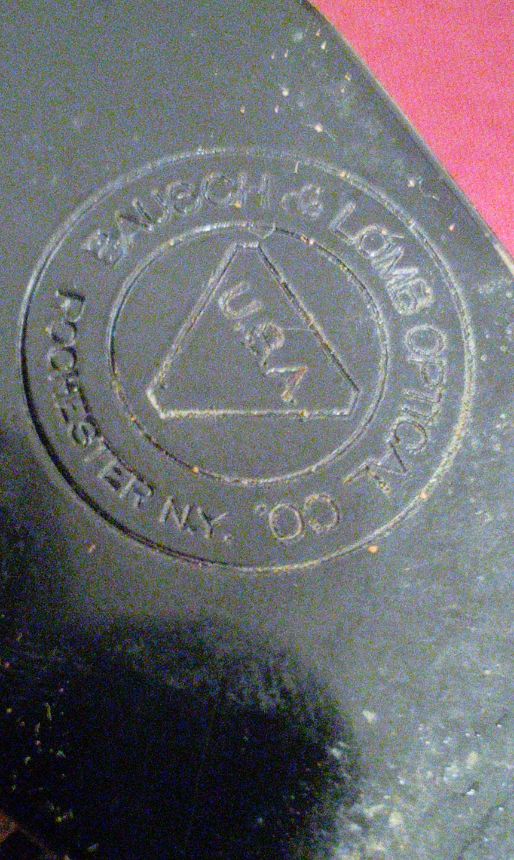 BAUSCH & LOMB OPTICAL CO.
ROCHESTER N.Y.
U.S.A